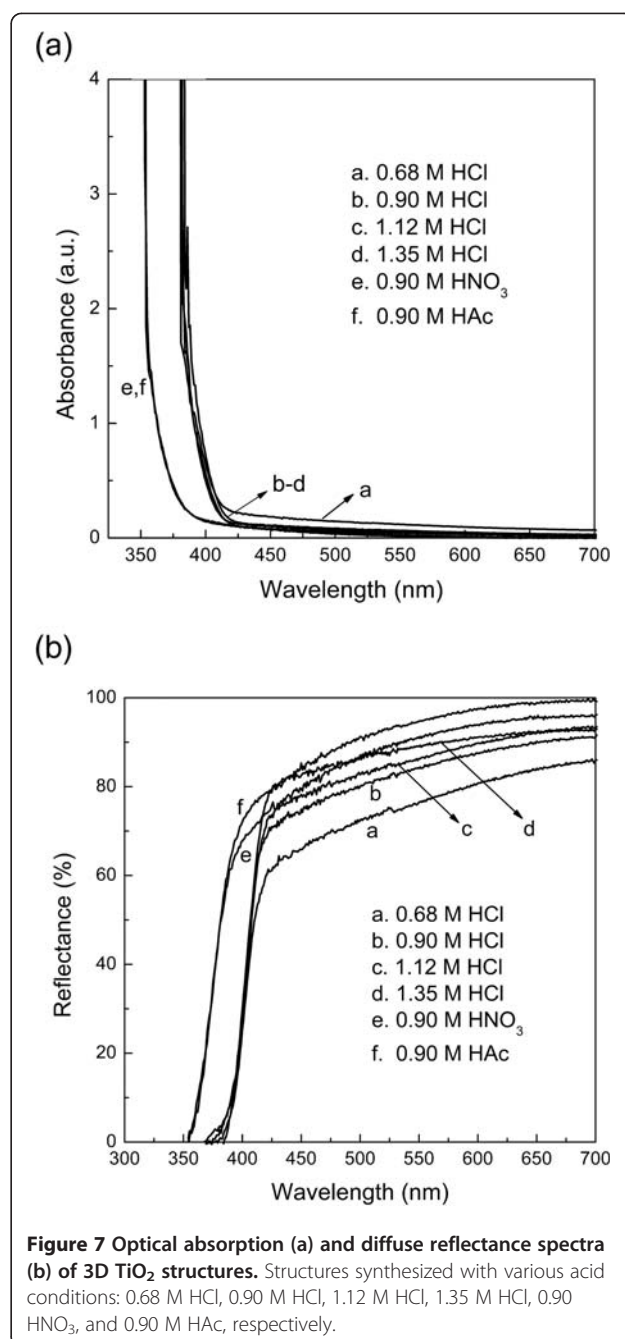 (a)
4
3
2
1
0
Absorbance (a.u.)
a. 0.68 M HCl
b. 0.90 M HCl
c. 1.12 M HCl
d. 1.35 M HCl
e. 0.90 M HNO₃
f. 0.90 M HAc
e,f
b-d
a
350 400 450 500 550 600 650 700
Wavelength (nm)
(b)
100
80
60
40
20
0
Reflectance (%)
f
e
b
a
c
d
a. 0.68 M HCl
b. 0.90 M HCl
c. 1.12 M HCl
d. 1.35 M HCl
e. 0.90 M HNO₃
f. 0.90 M HAc
300 350 400 450 500 550 600 650 700
Wavelength (nm)
Figure 7 Optical absorption (a) and diffuse reflectance spectra
(b) of 3D TiO₂ structures. Structures synthesized with various acid
conditions: 0.68 M HCl, 0.90 M HCl, 1.12 M HCl, 1.35 M HCl, 0.90
HNO₃, and 0.90 M HAc, respectively.